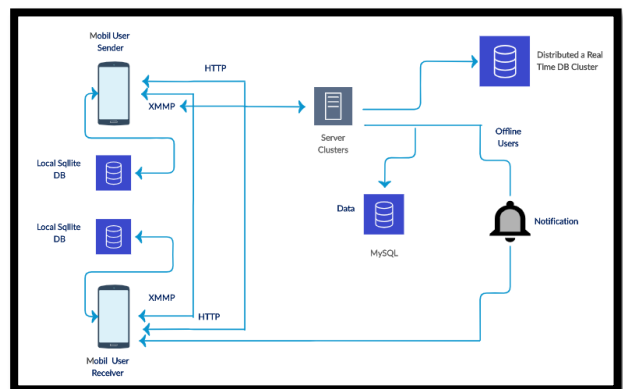 Mobil User
Sender
HTTP
XMMP
Distributed a Real
Time DB Cluster
Server
Clusters
Offline
Users
Local Sqllite
DB
Data
MySQL
Notification
Local Sqllite
DB
XMMP
HTTP
Mobil User
Receiver